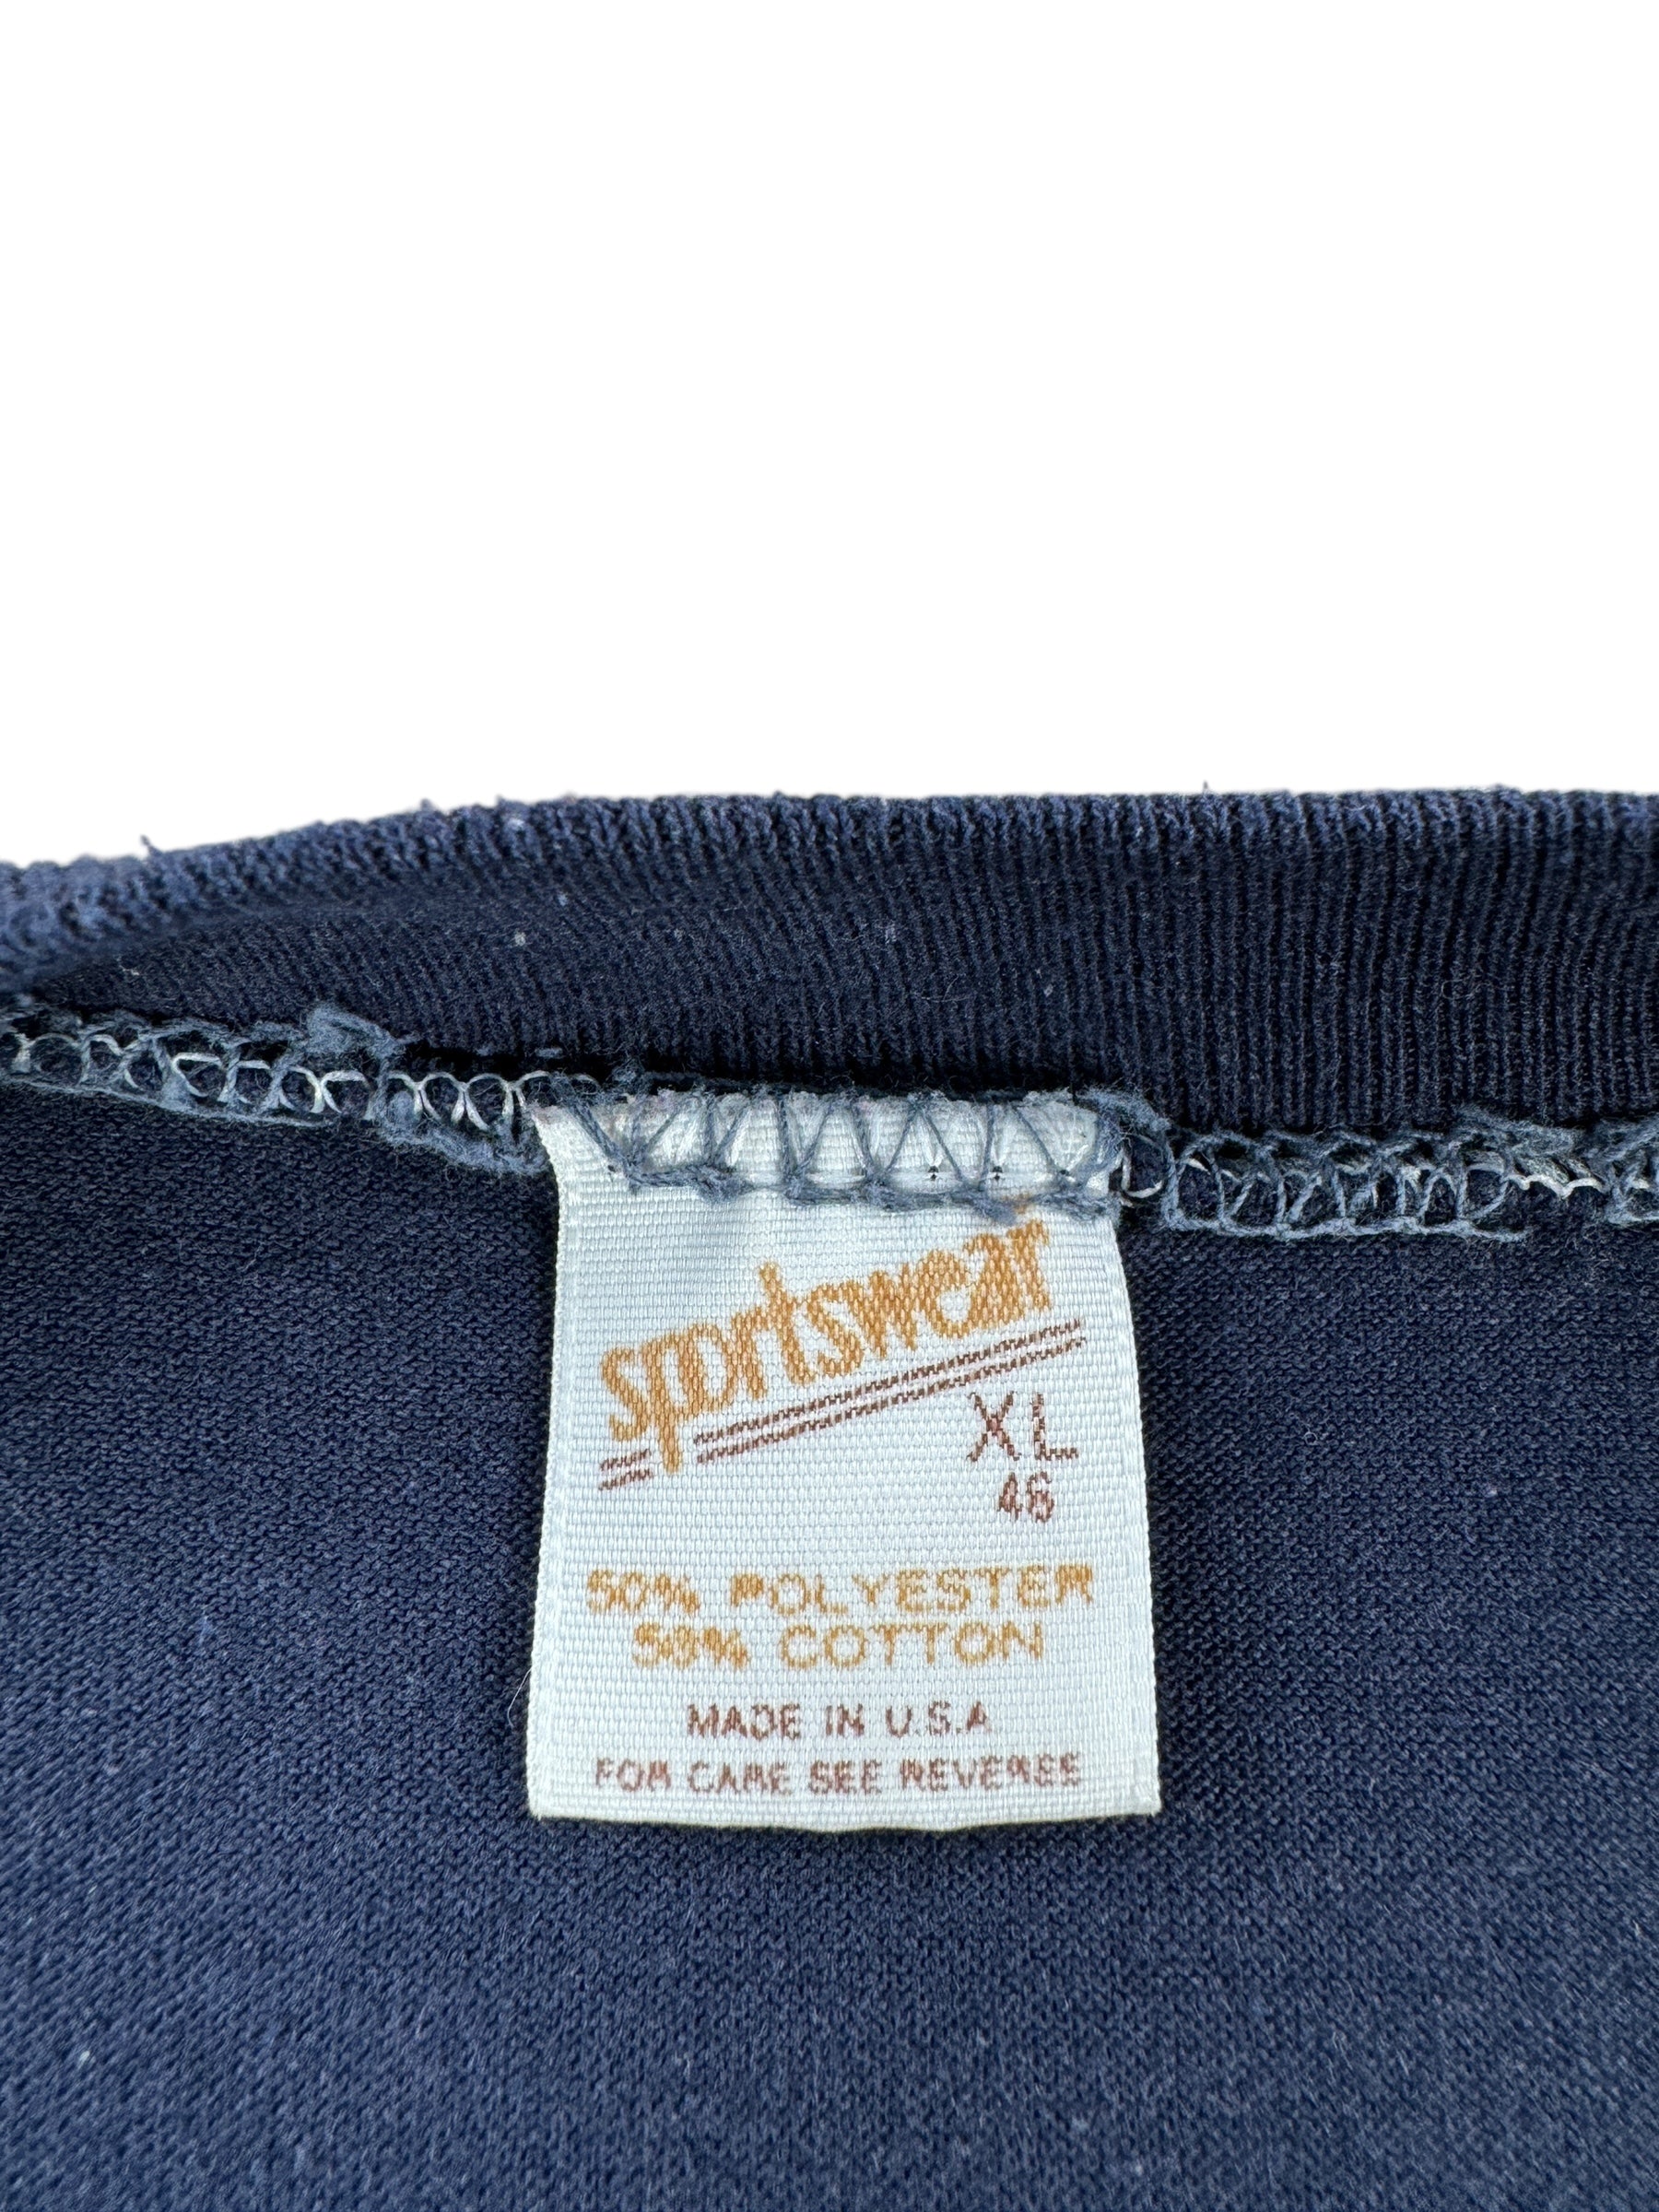 sportswear
XL
46
50% POLYESTER
50% COTTON
MADE IN U.S.A
FOR CARE SEE REVERSE